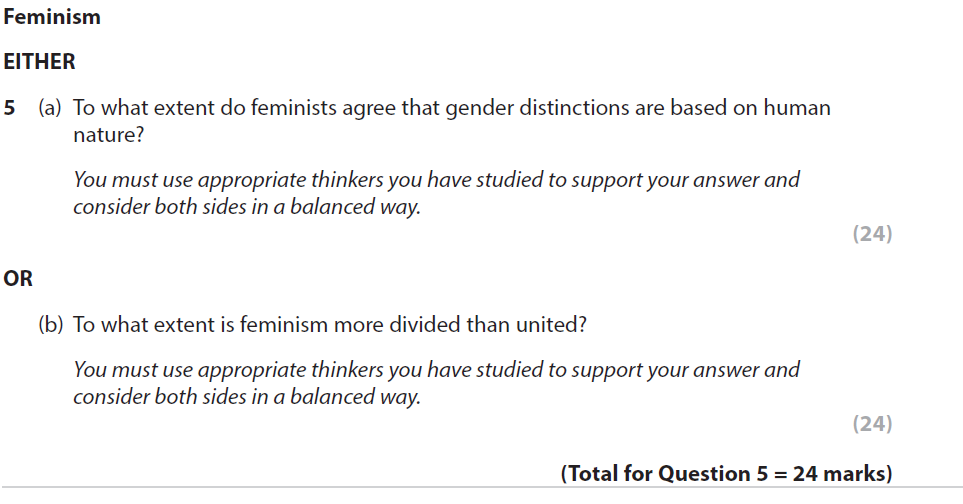 Feminism
EITHER
5 (a) To what extent do feminists agree that gender distinctions are based on human
nature?
You must use appropriate thinkers you have studied to support your answer and
consider both sides in a balanced way.
(24)
OR
(b) To what extent is feminism more divided than united?
You must use appropriate thinkers you have studied to support your answer and
consider both sides in a balanced way.
(24)
(Total for Question 5 = 24 marks)